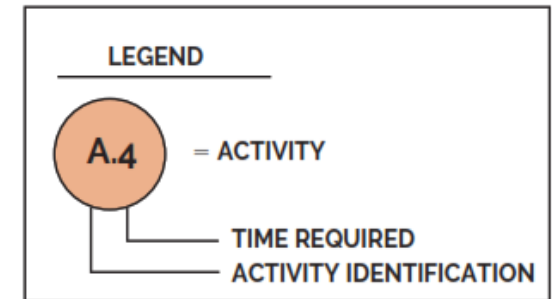 LEGEND
A.4
= ACTIVITY
TIME REQUIRED
ACTIVITY IDENTIFICATION